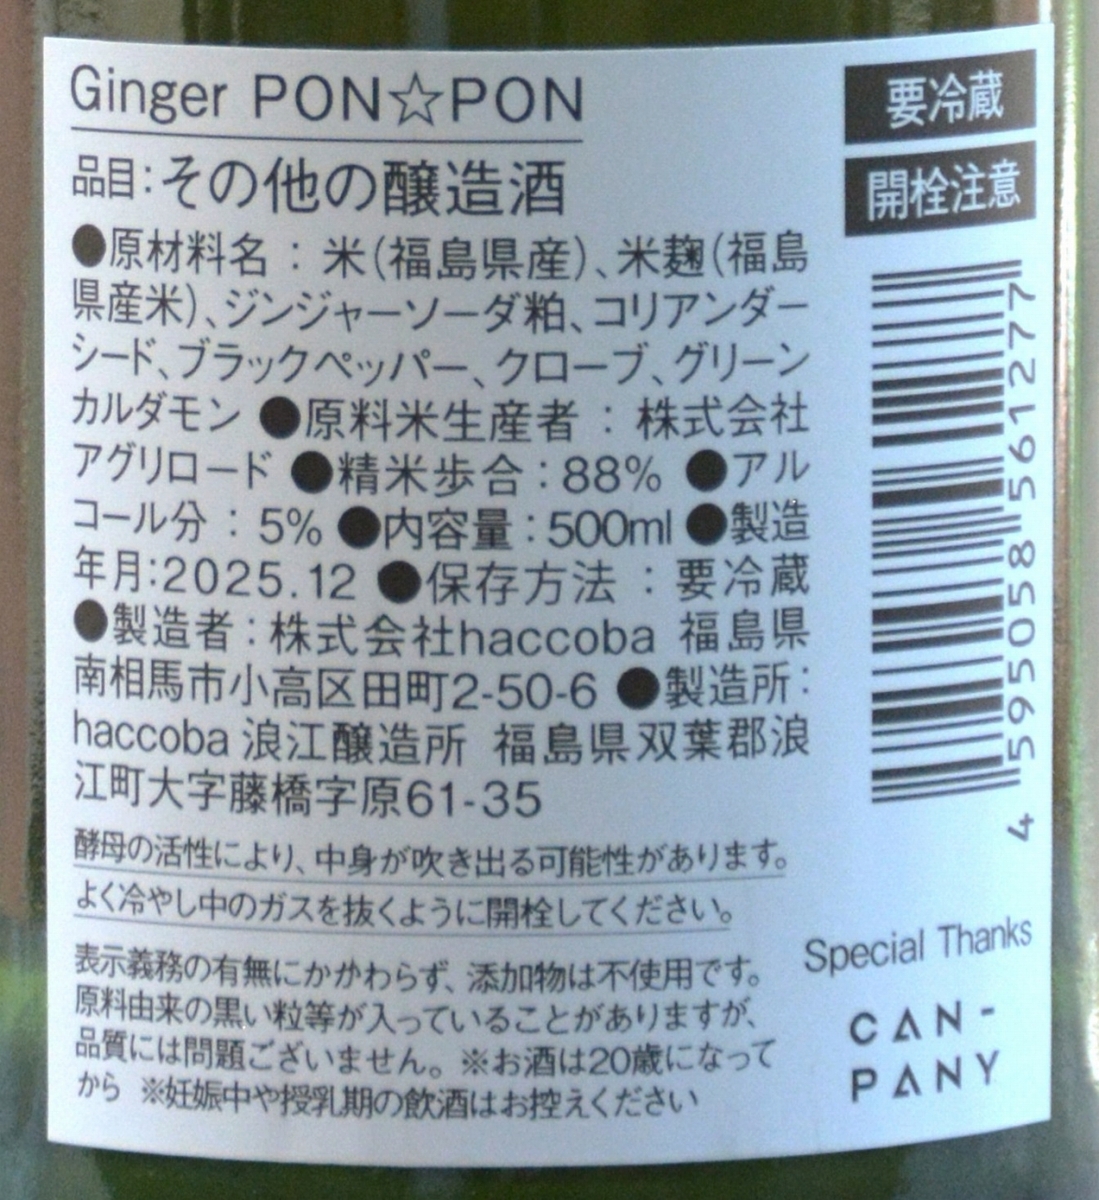 Ginger PON☆PON
品目:その他の醸造酒
●原材料名:米(福島県産)、米麹(福島
県産米)、ジンジャーソーダ粕、コリアンダー
シード、ブラックペッパー、クローブ、グリーン
カルダモン ●原料米生産者:株式会社
アグリロード ●精米歩合:88% ●アル
コール分:5% ●内容量:500ml ●製造
年月:2025.12 ●保存方法:要冷蔵
●製造者:株式会社haccoba 福島県
南相馬市小高区田町2-50-6 ●製造所:
haccoba 浪江醸造所 福島県双葉郡浪
江町大字藤橋字原61-35
酵母の活性により、中身が吹き出る可能性があります。
よく冷やし中のガスを抜くように開栓してください。
表示義務の有無にかかわらず、添加物は不使用です。
原料由来の黒い粒等が入っていることがありますが、
品質には問題ございません。※お酒は20歳になって
から ※妊娠中や授乳期の飲酒はお控えください
要冷蔵
開栓注意
4 595058 561277
Special Thanks
CAN-
PANY